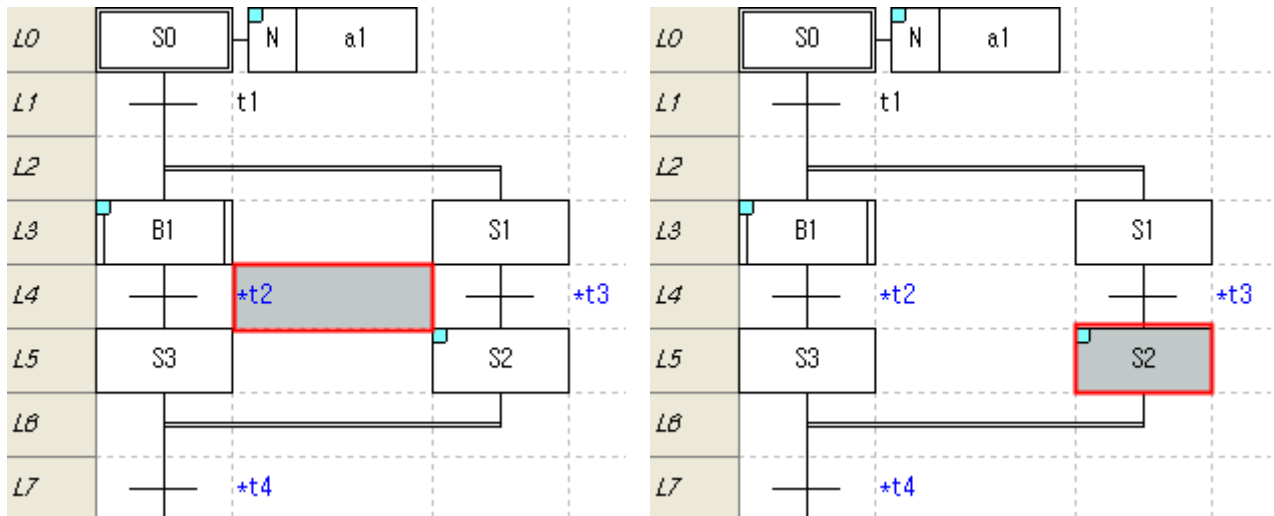 L0 S0 N a1
L1 t1
L2
L3 B1 S1
L4 *t2 *t3
L5 S3 S2
L6
L7 *t4
L0 S0 N a1
L1 t1
L2
L3 B1 S1
L4 *t2 *t3
L5 S3 S2
L6
L7 *t4